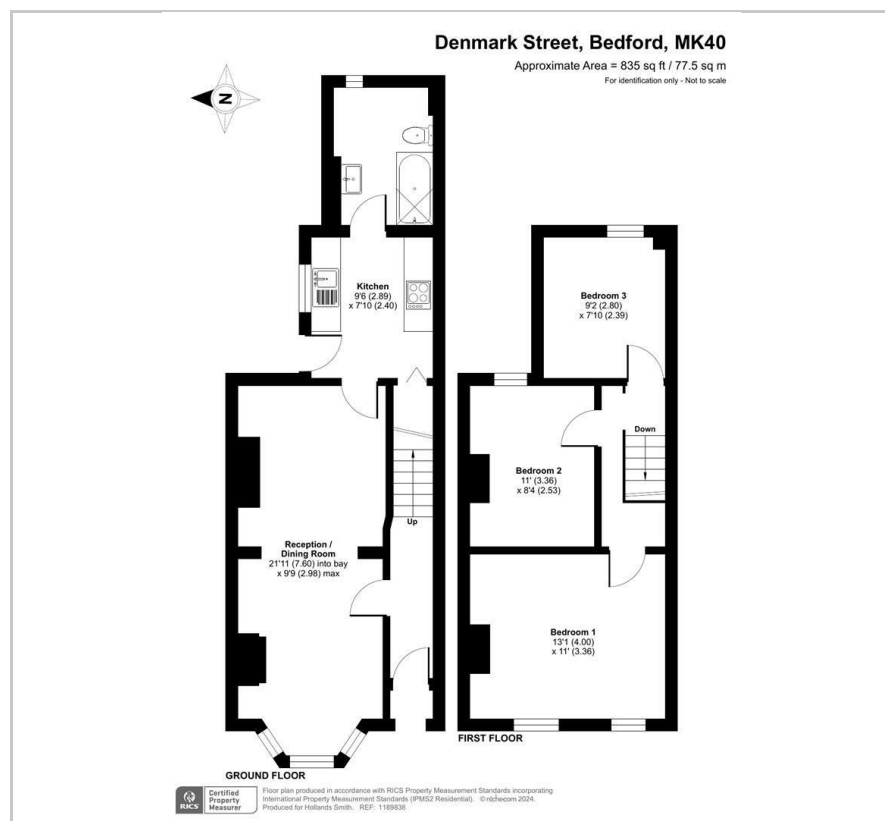 Denmark Street, Bedford, MK40
Approximate Area = 835 sq ft / 77.5 sq m
For identification only - Not to scale
N
Kitchen
9'6 (2.89)
x 7'10 (2.40)
Bedroom 3
9'2 (2.80)
x 7'10 (2.39)
Down
Bedroom 2
11' (3.36)
x 8'4 (2.53)
Up
Reception /
Dining Room
21'11 (7.60) into bay
x 9'9 (2.98) max
Bedroom 1
13'1 (4.00)
x 11' (3.36)
FIRST FLOOR
GROUND FLOOR
RICS
Certified
Property
Measurer
Floor plan produced in accordance with RICS Property Measurement Standards incorporating
International Property Measurement Standards (IPMS2 Residential). © nichecom 2024.
Produced for Hollands Smith. REF: 1189838